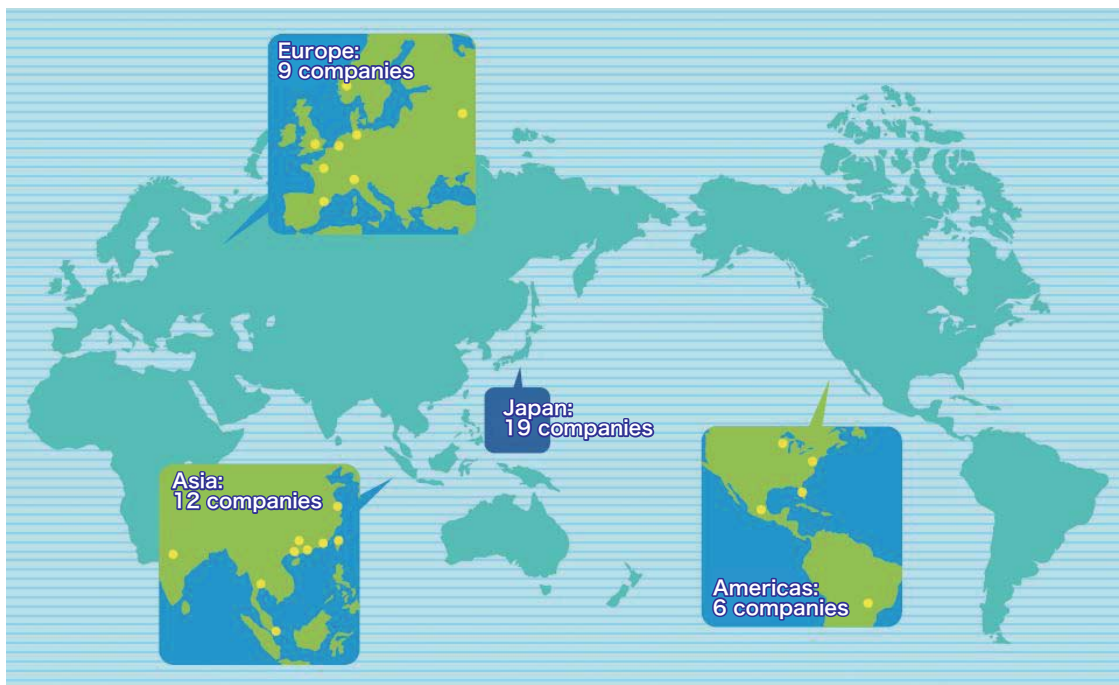 Europe:
9 companies
Japan:
19 companies
Asia:
12 companies
Americas:
6 companies